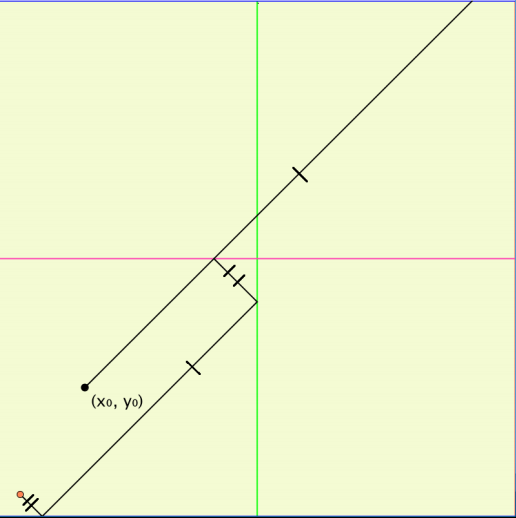 (x₀, y₀)